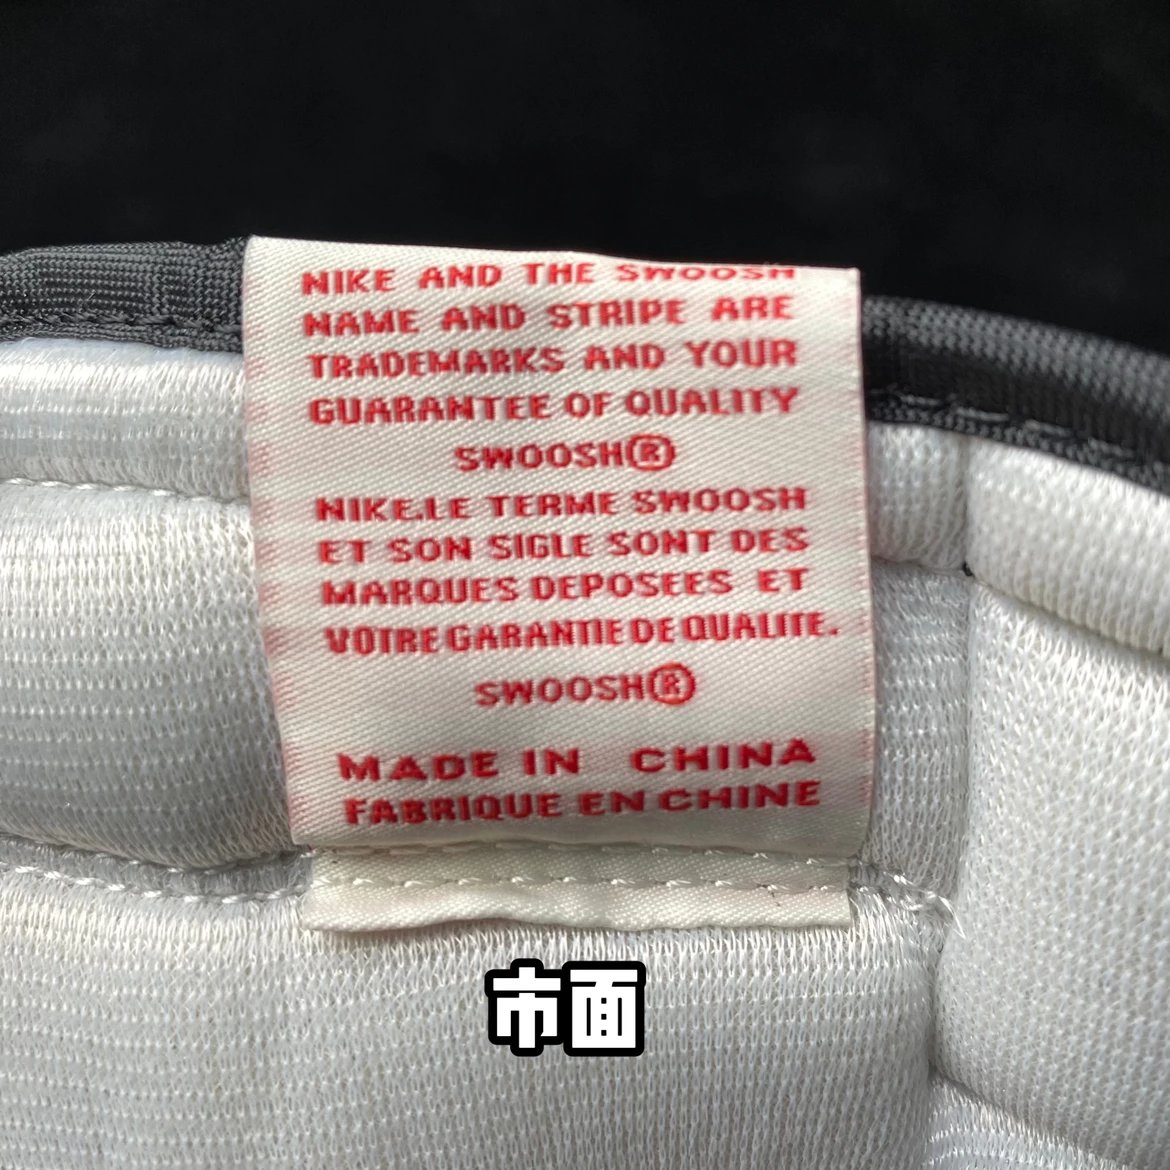 NIKE AND THE SWOOSH
NAME AND STRIPE ARE
TRADEMARKS AND YOUR
GUARANTEE OF QUALITY
SWOOSH®
NIKE.LE TERME SWOOSH
ET SON SIGLE SONT DES
MARQUES DEPOSEES ET
VOTRE GARANTIE DE QUALITE.
SWOOSH®
MADE IN CHINA
FABRIQUE EN CHINE
市面